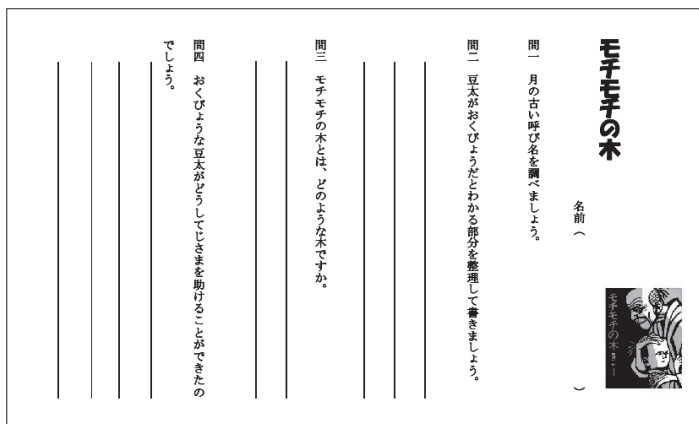 モチモチの木
モチモチの木
名前（　　　）
問一　月の古い呼び名を調べましょう。
問二　豆太がおくびょうだとわかる部分を整理して書きましょう。
問三　モチモチの木とは、どのような木ですか。
問四　おくびょうな豆太がどうしてじさまを助けることができたの
でしょう。